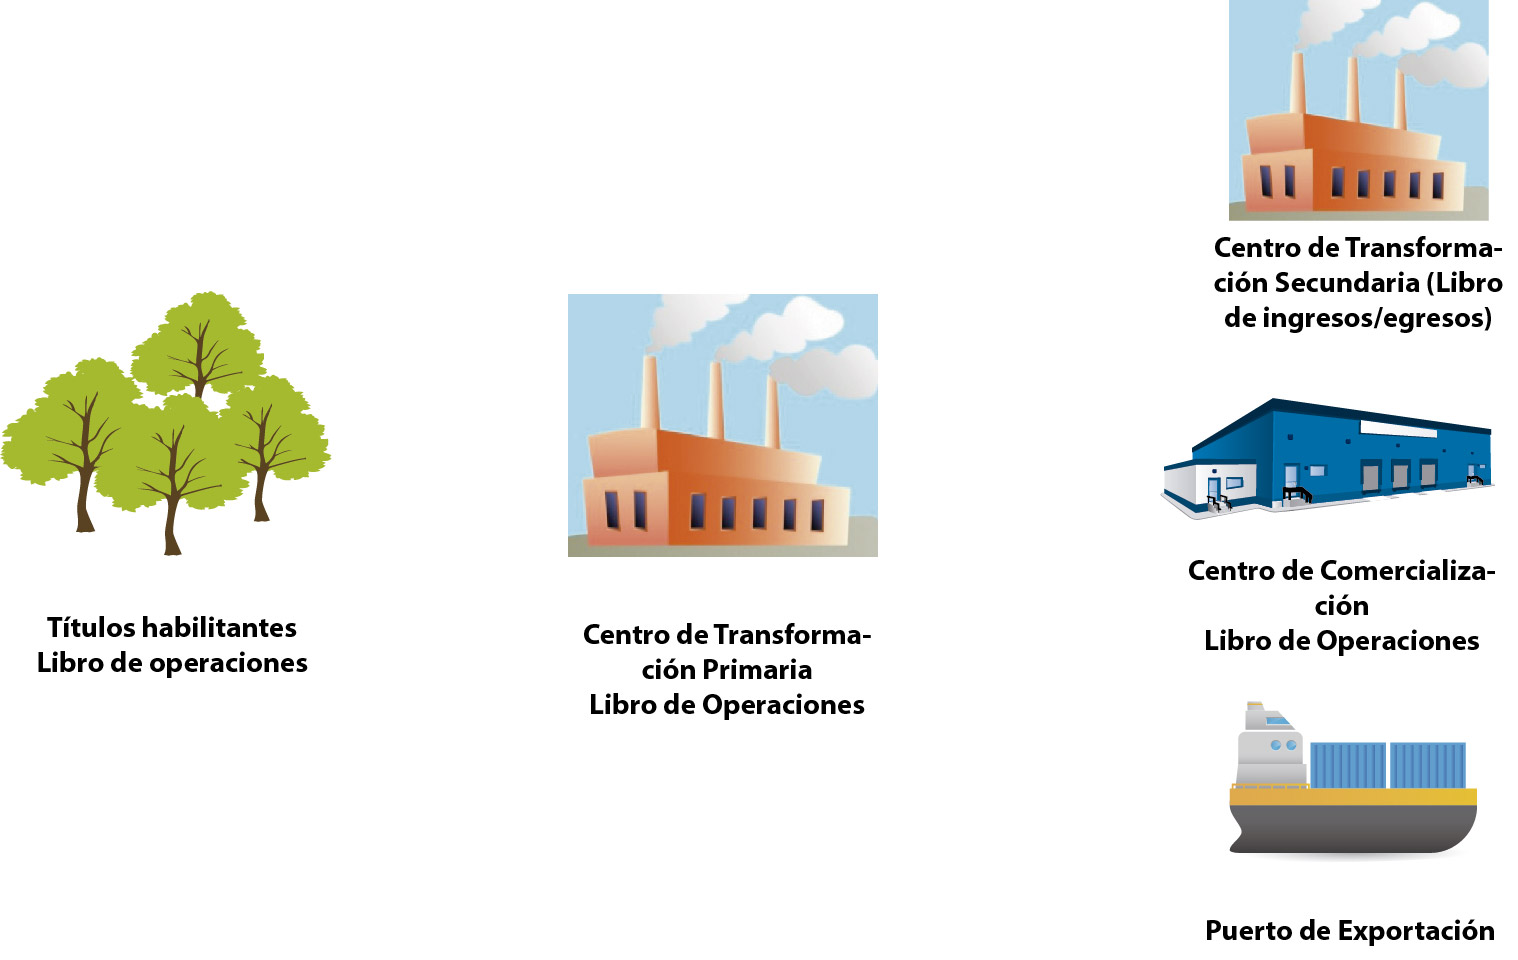 Títulos habilitantes
Libro de operaciones
Centro de Transforma-
ción Primaria
Libro de Operaciones
Centro de Transforma-
ción Secundaria (Libro
de ingresos/egresos)
Centro de Comercializa-
ción
Libro de Operaciones
Puerto de Exportación